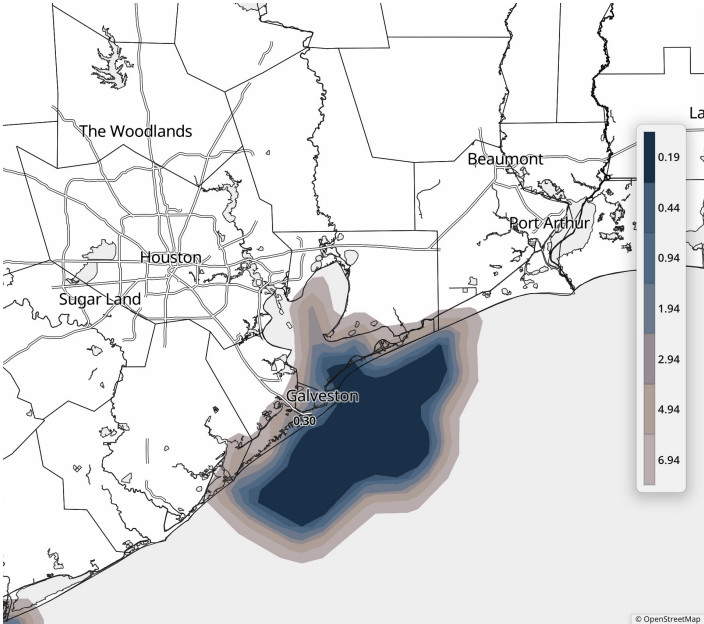 La
The Woodlands
Beaumont
0.19
0.44
Port Arthur
Houston
0.94
Sugar Land
1.94
2.94
Galveston
0.30
4.94
6.94
© OpenStreetMap